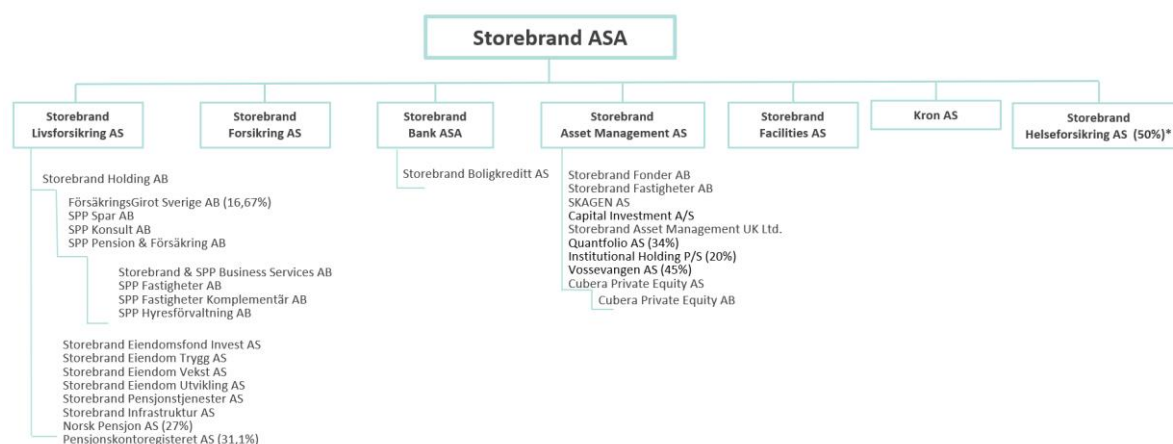 Storebrand ASA
Storebrand
Livsforsikring AS
Storebrand
Forsikring AS
Storebrand
Bank ASA
Storebrand
Asset Management AS
Storebrand
Facilities AS
Kron AS
Storebrand
Helseforsikring AS (50%)*
Storebrand Holding AB
FörsäkringsGirot Sverige AB (16,67%)
SPP Spar AB
SPP Konsult AB
SPP Pension & Försäkring AB
Storebrand & SPP Business Services AB
SPP Fastigheter AB
SPP Fastigheter Komplementär AB
SPP Hyresförvaltning AB
Storebrand Eiendomsfond Invest AS
Storebrand Eiendom Trygg AS
Storebrand Eiendom Vekst AS
Storebrand Eiendom Utvikling AS
Storebrand Pensjonstjenester AS
Storebrand Infrastruktur AS
Norsk Pensjon AS (27%)
Pensjonskontoregisteret AS (31,1%)
Storebrand Boligkreditt AS
Storebrand Fonder AB
Storebrand Fastigheter AB
SKAGEN AS
Capital Investment A/S
Storebrand Asset Management UK Ltd.
Quantfolio AS (34%)
Institutional Holding P/S (20%)
Vossevangen AS (45%)
Cubera Private Equity AS
Cubera Private Equity AB